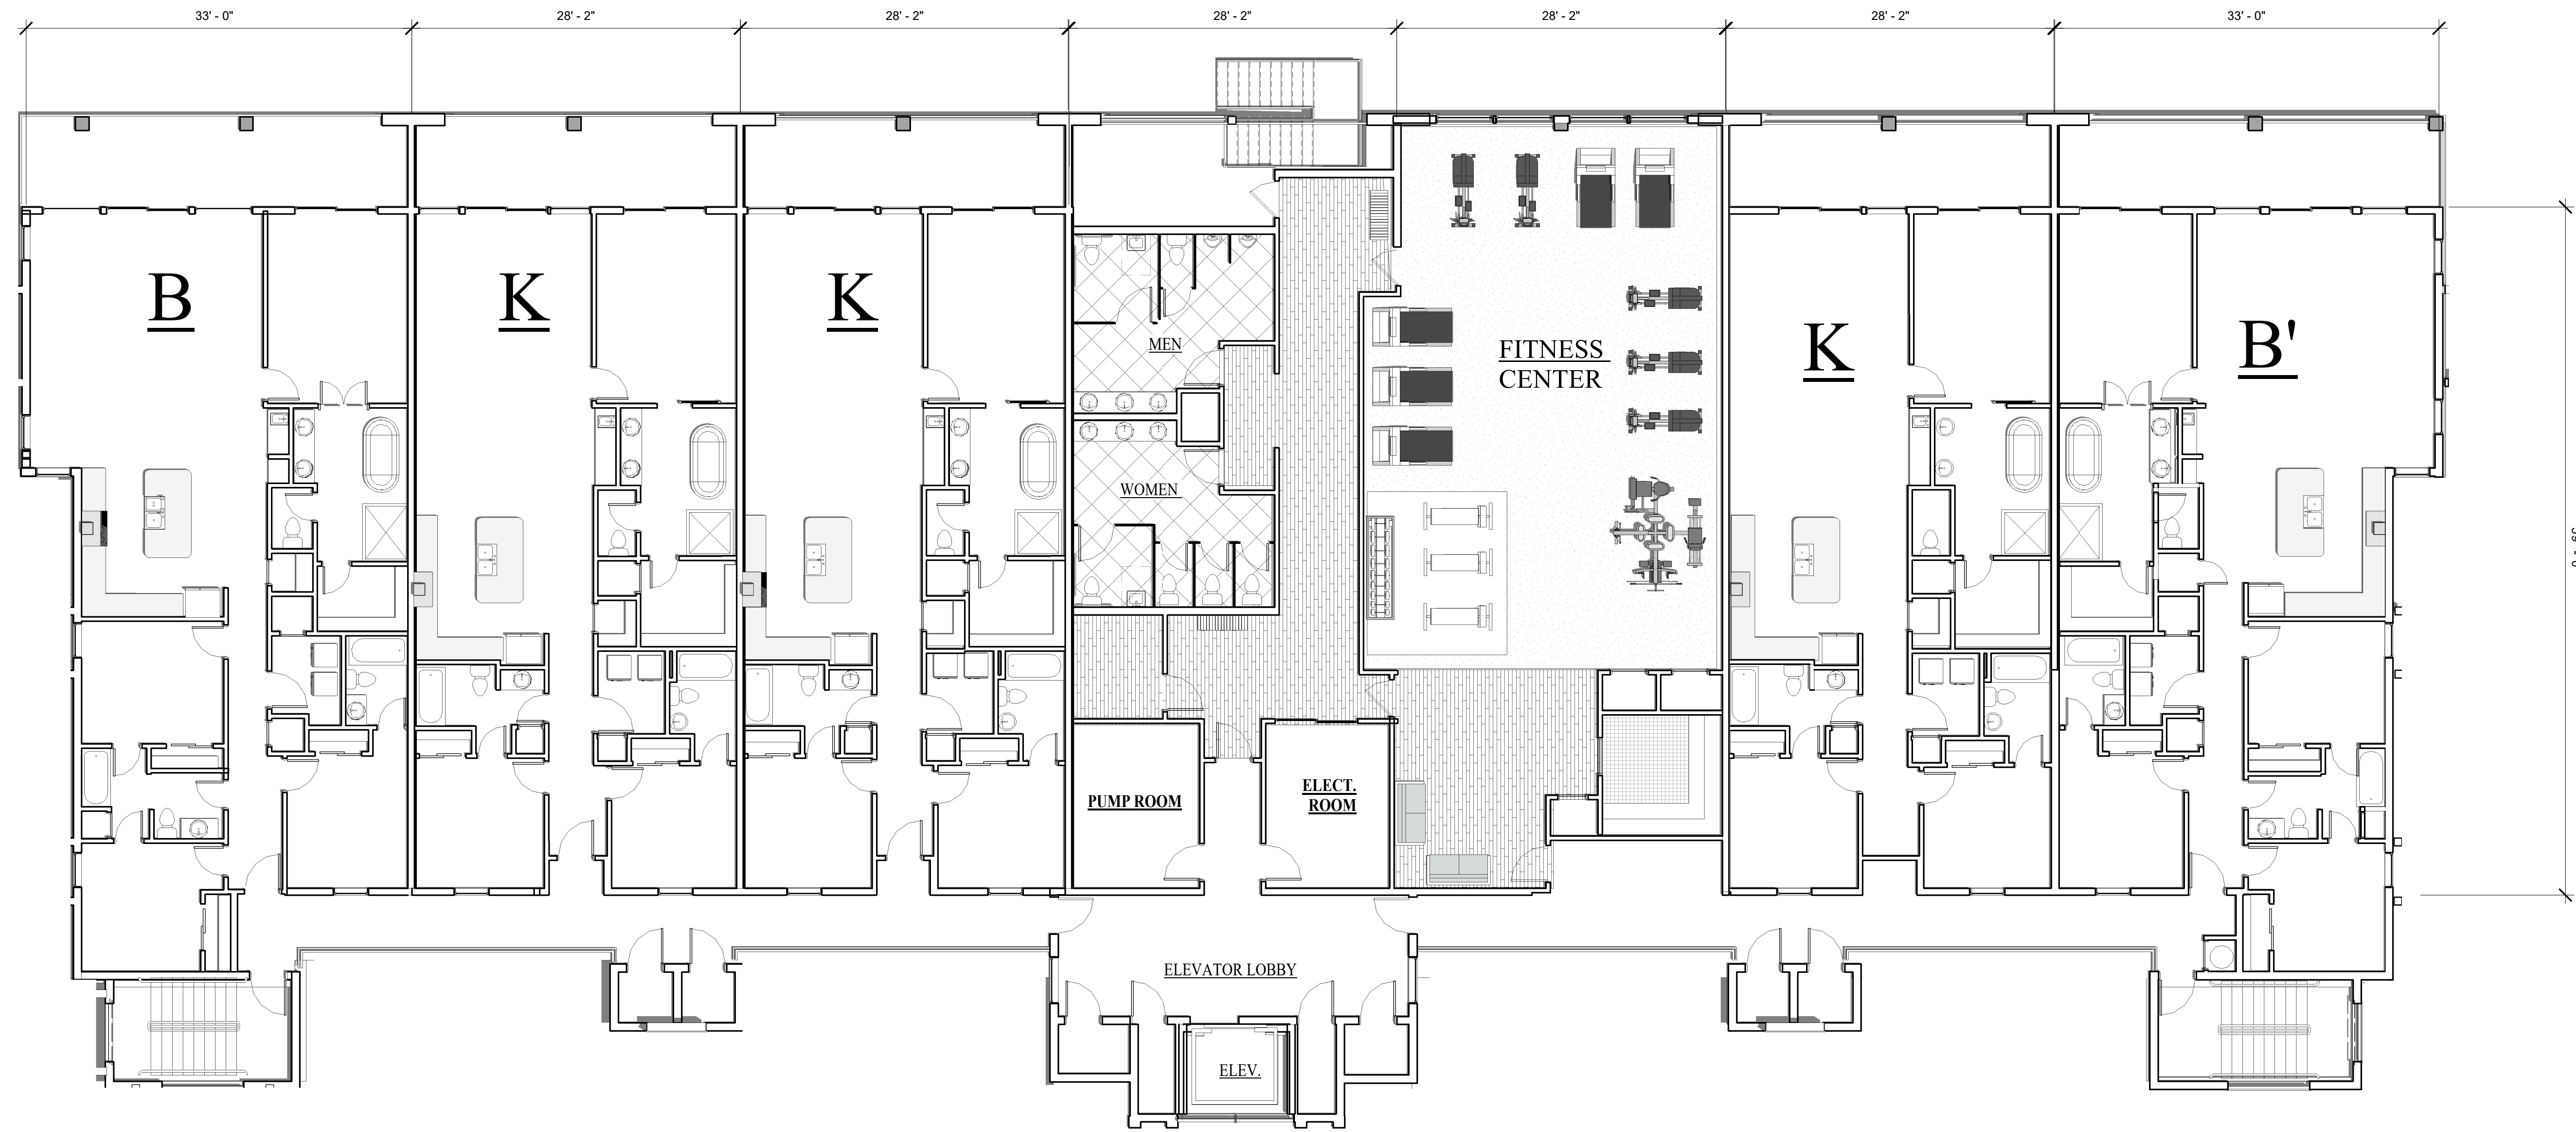 33' - 0" 28' - 2" 28' - 2" 28' - 2" 28' - 2" 28' - 2" 33' - 0"
B K K K B'
MEN
FITNESS
CENTER
WOMEN
PUMP ROOM
ELECT.
ROOM
ELEVATOR LOBBY
ELEV.